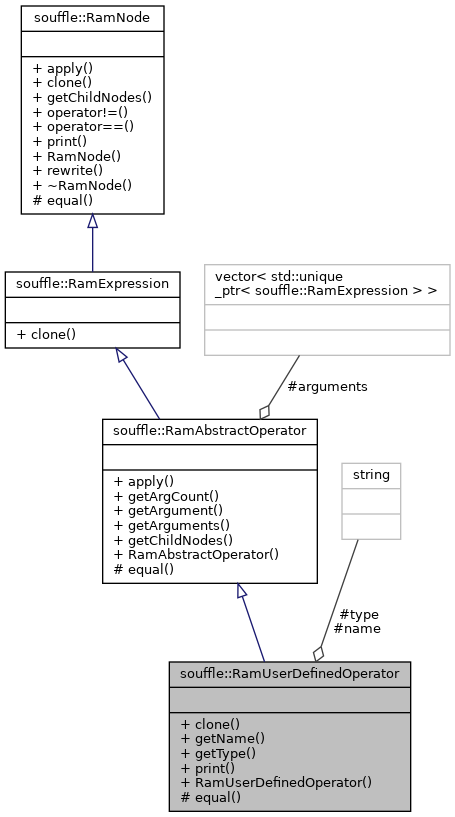 souffle::RamNode
+ apply()
+ clone()
+ getChildNodes()
+ operator!=()
+ operator==()
+ print()
+ RamNode()
+ rewrite()
+ ~RamNode()
# equal()
souffle::RamExpression
+ clone()
vector< std::unique
_ptr< souffle::RamExpression > >
#arguments
souffle::RamAbstractOperator
+ apply()
+ getArgCount()
+ getArgument()
+ getArguments()
+ getChildNodes()
+ RamAbstractOperator()
# equal()
string
#type
#name
souffle::RamUserDefinedOperator
+ clone()
+ getName()
+ getType()
+ print()
+ RamUserDefinedOperator()
# equal()